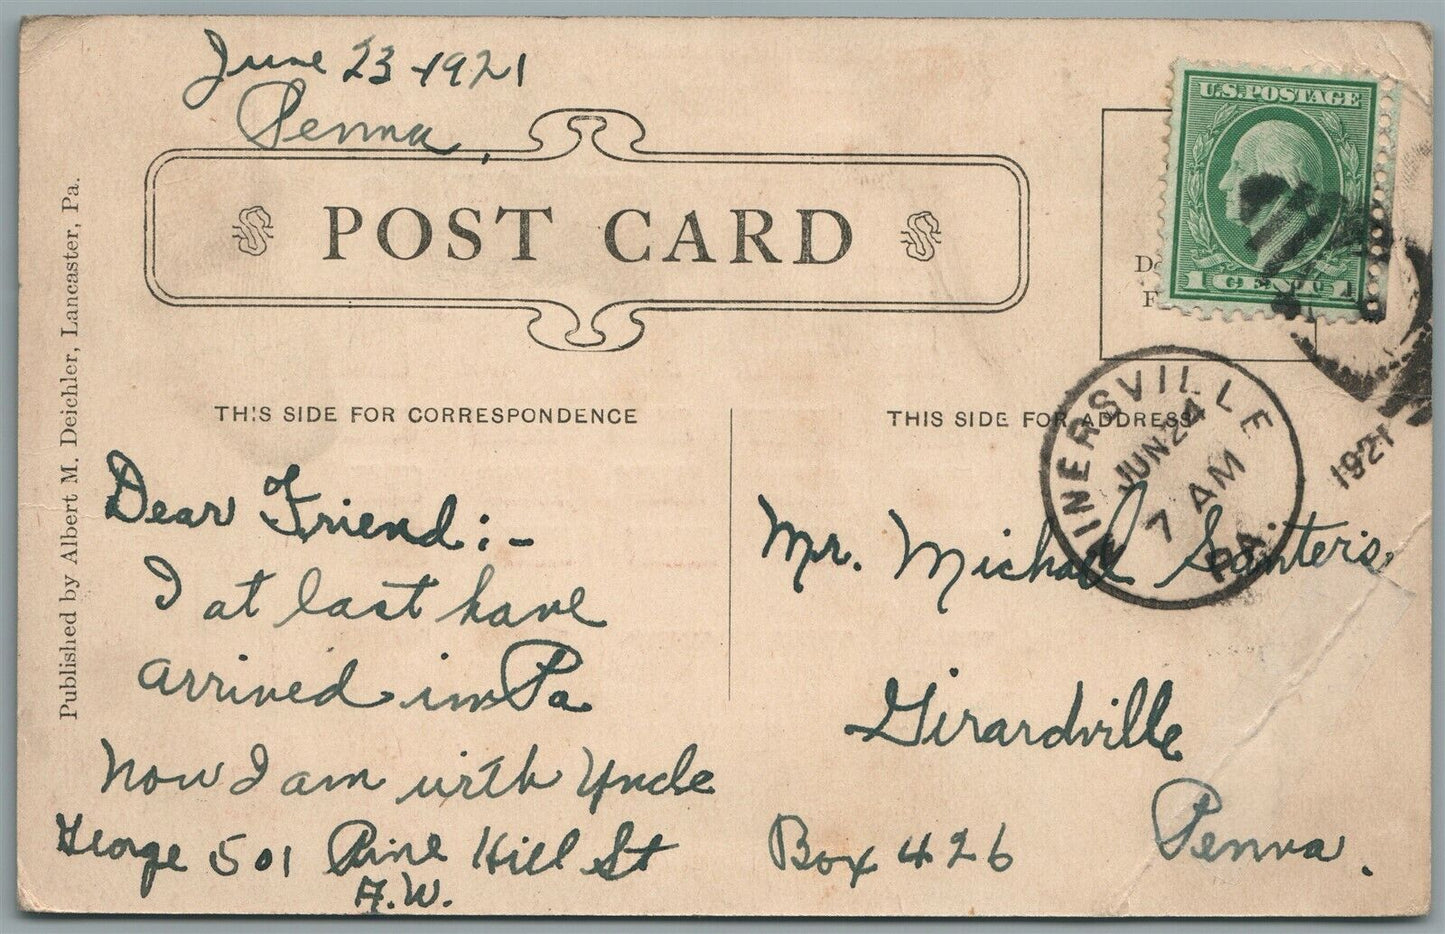 June 23-1921
Penna,
POST CARD
U.S.POSTAGE
1 CENT 1
THIS SIDE FOR CORRESPONDENCE
THIS SIDE FOR ADDRESS
Published by Albert M. Deichler, Lancaster, Pa.
INERSVILLE
JUN 24
7 AM
PA.
1921
Dear Friend:-
I at last have
arrived in Pa
Now I am with Uncle
George 501 Pine Hill St
A.W.
Mr. Michael Santeris
Girardville
Box 426 Penna.